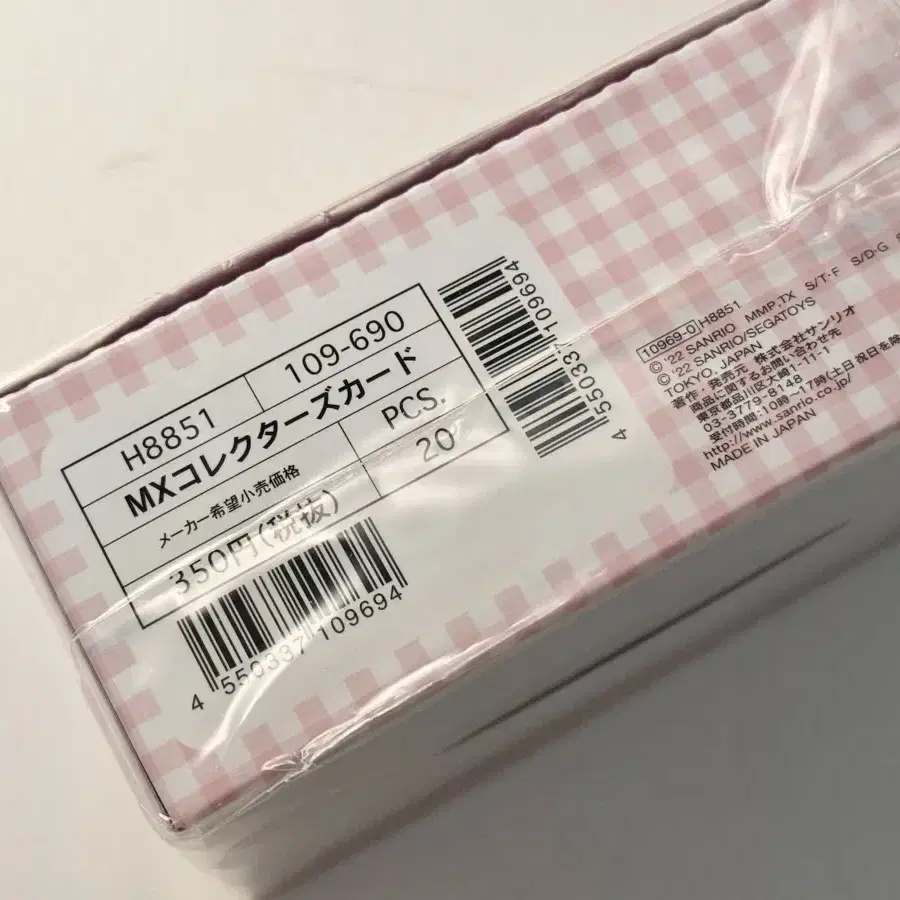 H8851 109-690
MXコレクターズカード
メーカー希望小売価格 PCS.
350円(税抜) 20
4 550337 109694
4 550337 109694
10969-0 H8851
© '22 SANRIO MMP,TX S/T·F S/D·G
© '22 SANRIO/SEGATOYS
TOKYO, JAPAN
著作・発売元 株式会社サンリオ
商品に関するお問い合わせ先
東京都品川区大崎1-11-1
03-3779-8148
受付時間:10時〜17時(土日祝日を除
http://www.sanrio.co.jp/
MADE IN JAPAN